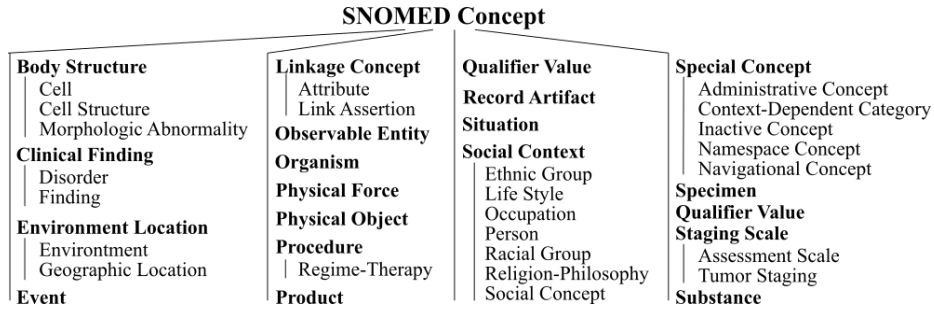 SNOMED Concept
Body Structure
Cell
Cell Structure
Morphologic Abnormality
Clinical Finding
Disorder
Finding
Environment Location
Environtment
Geographic Location
Event
Linkage Concept
Attribute
Link Assertion
Observable Entity
Organism
Physical Force
Physical Object
Procedure
Regime-Therapy
Product
Qualifier Value
Record Artifact
Situation
Social Context
Ethnic Group
Life Style
Occupation
Person
Racial Group
Religion-Philosophy
Social Concept
Special Concept
Administrative Concept
Context-Dependent Category
Inactive Concept
Namespace Concept
Navigational Concept
Specimen
Qualifier Value
Staging Scale
Assessment Scale
Tumor Staging
Substance